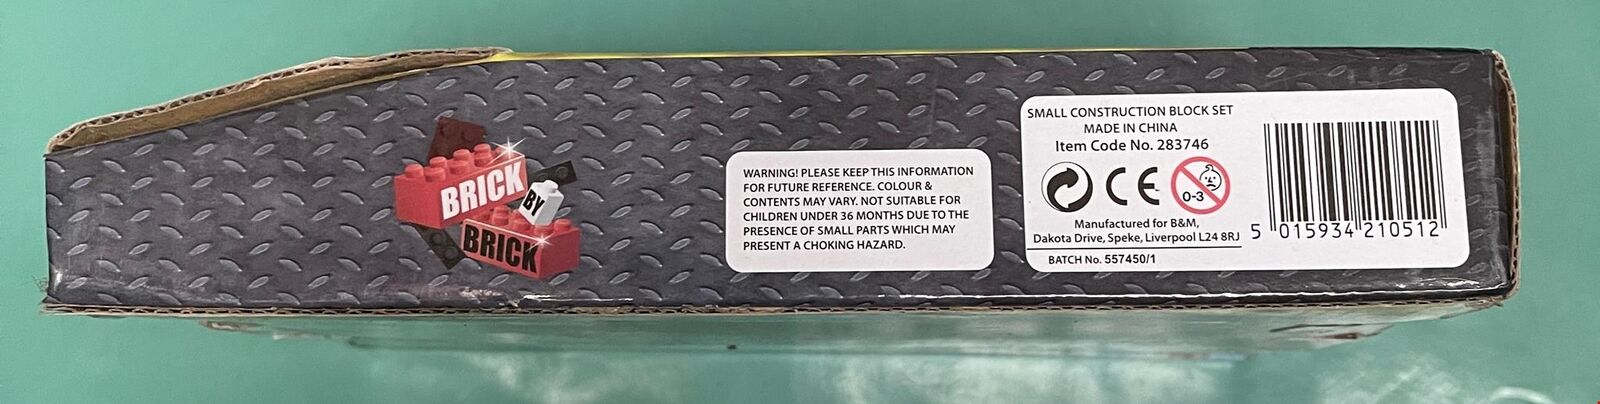 BRICK
BY
BRICK
WARNING! PLEASE KEEP THIS INFORMATION
FOR FUTURE REFERENCE. COLOUR &
CONTENTS MAY VARY. NOT SUITABLE FOR
CHILDREN UNDER 36 MONTHS DUE TO THE
PRESENCE OF SMALL PARTS WHICH MAY
PRESENT A CHOKING HAZARD.
SMALL CONSTRUCTION BLOCK SET
MADE IN CHINA
Item Code No. 283746
CE
0-3
Manufactured for B&M,
Dakota Drive, Speke, Liverpool L24 8RJ
BATCH No. 557450/1
5 015934 210512